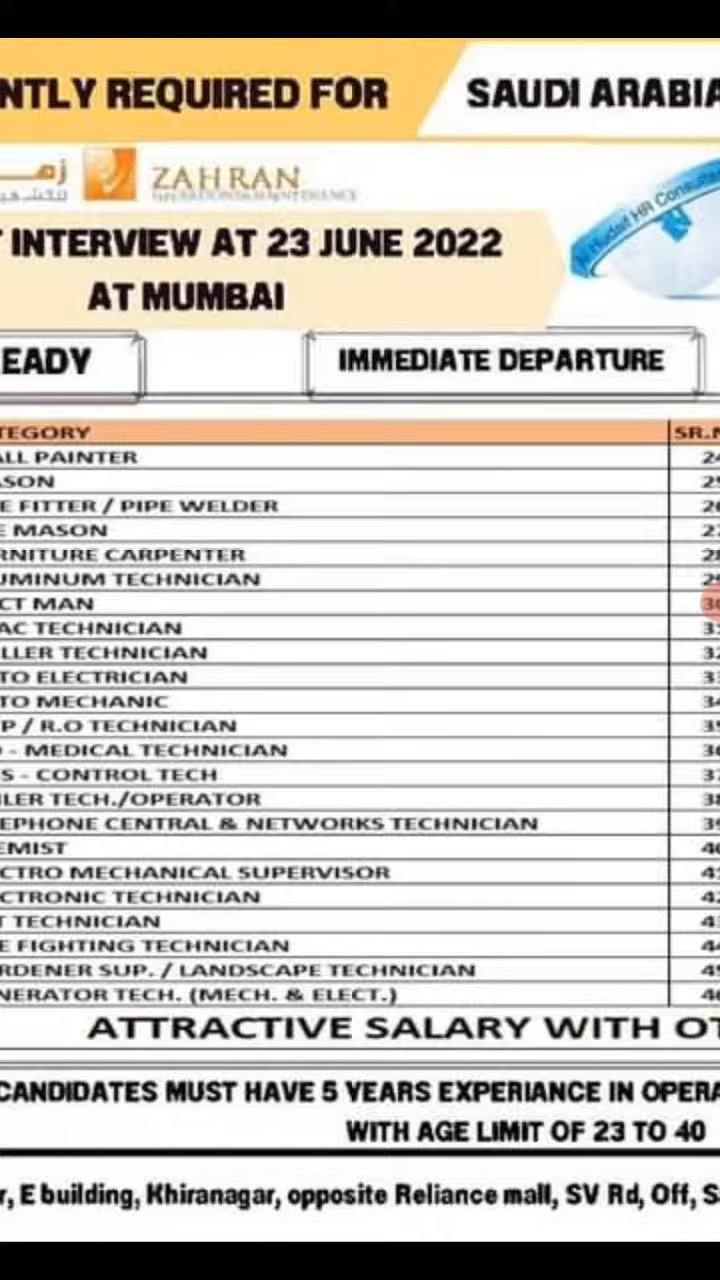 NTLY REQUIRED FOR SAUDI ARABIA
ZAHRAN
OPERATIONS & MAINTENANCE
HR Consultan
T INTERVIEW AT 23 JUNE 2022
AT MUMBAI
EADY IMMEDIATE DEPARTURE
TEGORY SR.N
ALL PAINTER 24
ASON 25
E FITTER / PIPE WELDER 26
E MASON 27
RNITURE CARPENTER 28
UMINUM TECHNICIAN 29
CT MAN 30
AC TECHNICIAN 31
LLER TECHNICIAN 32
TO ELECTRICIAN 33
TO MECHANIC 34
P / R.O TECHNICIAN 35
- MEDICAL TECHNICIAN 36
S - CONTROL TECH 37
ILER TECH./OPERATOR 38
EPHONE CENTRAL & NETWORKS TECHNICIAN 39
EMIST 40
CTRO MECHANICAL SUPERVISOR 41
CTRONIC TECHNICIAN 42
T TECHNICIAN 43
E FIGHTING TECHNICIAN 44
RDENER SUP. / LANDSCAPE TECHNICIAN 45
NERATOR TECH. (MECH. & ELECT.) 46
ATTRACTIVE SALARY WITH OT
CANDIDATES MUST HAVE 5 YEARS EXPERIANCE IN OPERA
WITH AGE LIMIT OF 23 TO 40
r, E building, Khiranagar, opposite Reliance mall, SV Rd, Off, S